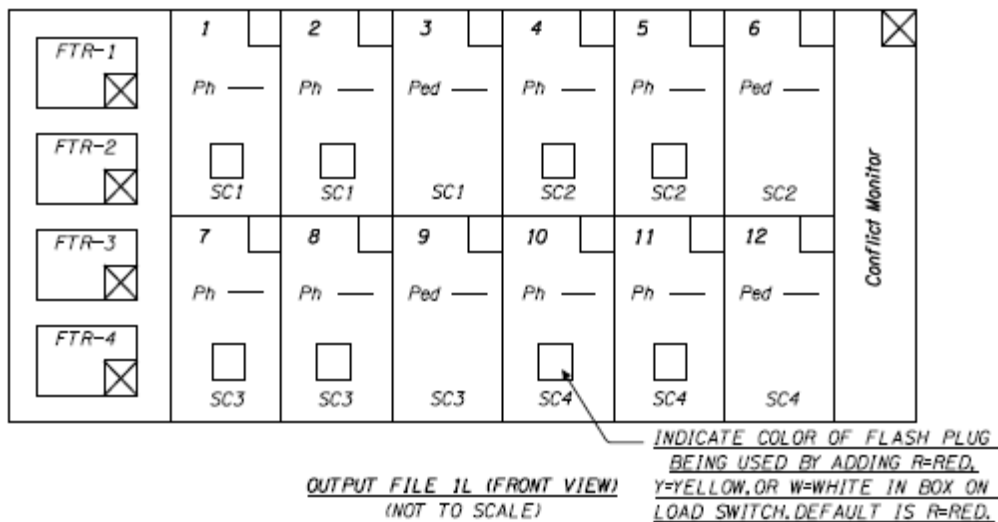 1 2 3 4 5 6
FTR-1
Ph Ph Ped Ph Ph Ped
FTR-2
SC1 SC1 SC1 SC2 SC2 SC2
Conflict Monitor
7 8 9 10 11 12
FTR-3
Ph Ph Ped Ph Ph Ped
FTR-4
SC3 SC3 SC3 SC4 SC4 SC4
INDICATE COLOR OF FLASH PLUG
BEING USED BY ADDING R=RED,
Y=YELLOW,OR W=WHITE IN BOX ON
LOAD SWITCH.DEFAULT IS R=RED.
OUTPUT FILE 1L (FRONT VIEW)
(NOT TO SCALE)